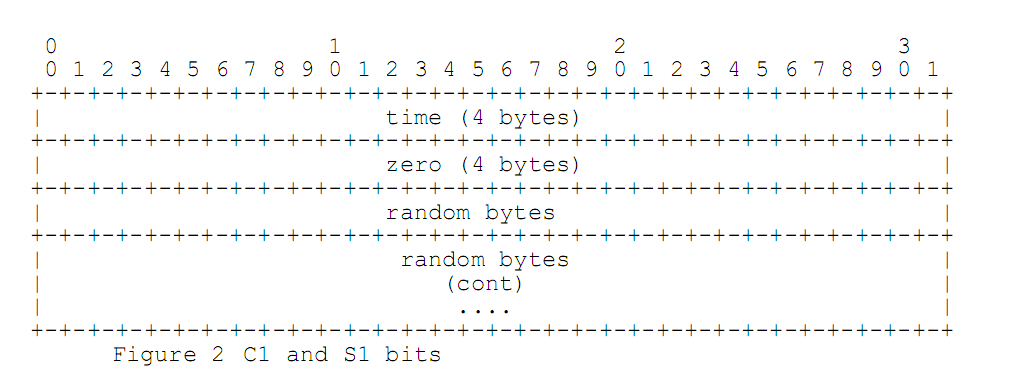 0                   1                   2                   3
 0 1 2 3 4 5 6 7 8 9 0 1 2 3 4 5 6 7 8 9 0 1 2 3 4 5 6 7 8 9 0 1
+-+-+-+-+-+-+-+-+-+-+-+-+-+-+-+-+-+-+-+-+-+-+-+-+-+-+-+-+-+-+-+-+
|                        time (4 bytes)                         |
+-+-+-+-+-+-+-+-+-+-+-+-+-+-+-+-+-+-+-+-+-+-+-+-+-+-+-+-+-+-+-+-+
|                        zero (4 bytes)                         |
+-+-+-+-+-+-+-+-+-+-+-+-+-+-+-+-+-+-+-+-+-+-+-+-+-+-+-+-+-+-+-+-+
|                        random bytes                           |
+-+-+-+-+-+-+-+-+-+-+-+-+-+-+-+-+-+-+-+-+-+-+-+-+-+-+-+-+-+-+-+-+
|                         random bytes                          |
|                            (cont)                             |
|                             ....                              |
+-+-+-+-+-+-+-+-+-+-+-+-+-+-+-+-+-+-+-+-+-+-+-+-+-+-+-+-+-+-+-+-+
     Figure 2 C1 and S1 bits